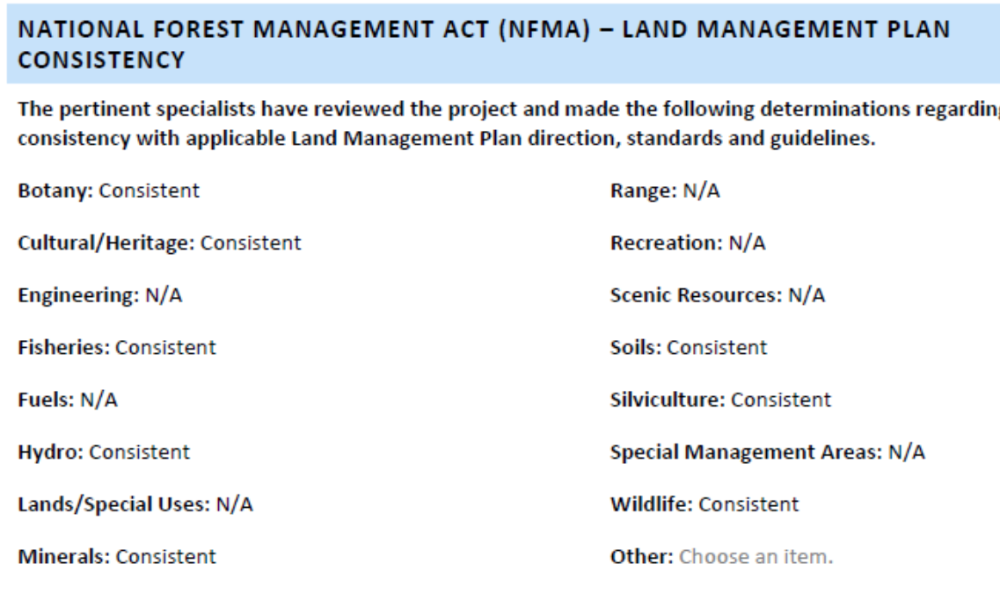 NATIONAL FOREST MANAGEMENT ACT (NFMA) – LAND MANAGEMENT PLAN
CONSISTENCY
The pertinent specialists have reviewed the project and made the following determinations regarding
consistency with applicable Land Management Plan direction, standards and guidelines.
Botany: Consistent
Cultural/Heritage: Consistent
Engineering: N/A
Fisheries: Consistent
Fuels: N/A
Hydro: Consistent
Lands/Special Uses: N/A
Minerals: Consistent
Range: N/A
Recreation: N/A
Scenic Resources: N/A
Soils: Consistent
Silviculture: Consistent
Special Management Areas: N/A
Wildlife: Consistent
Other: Choose an item.